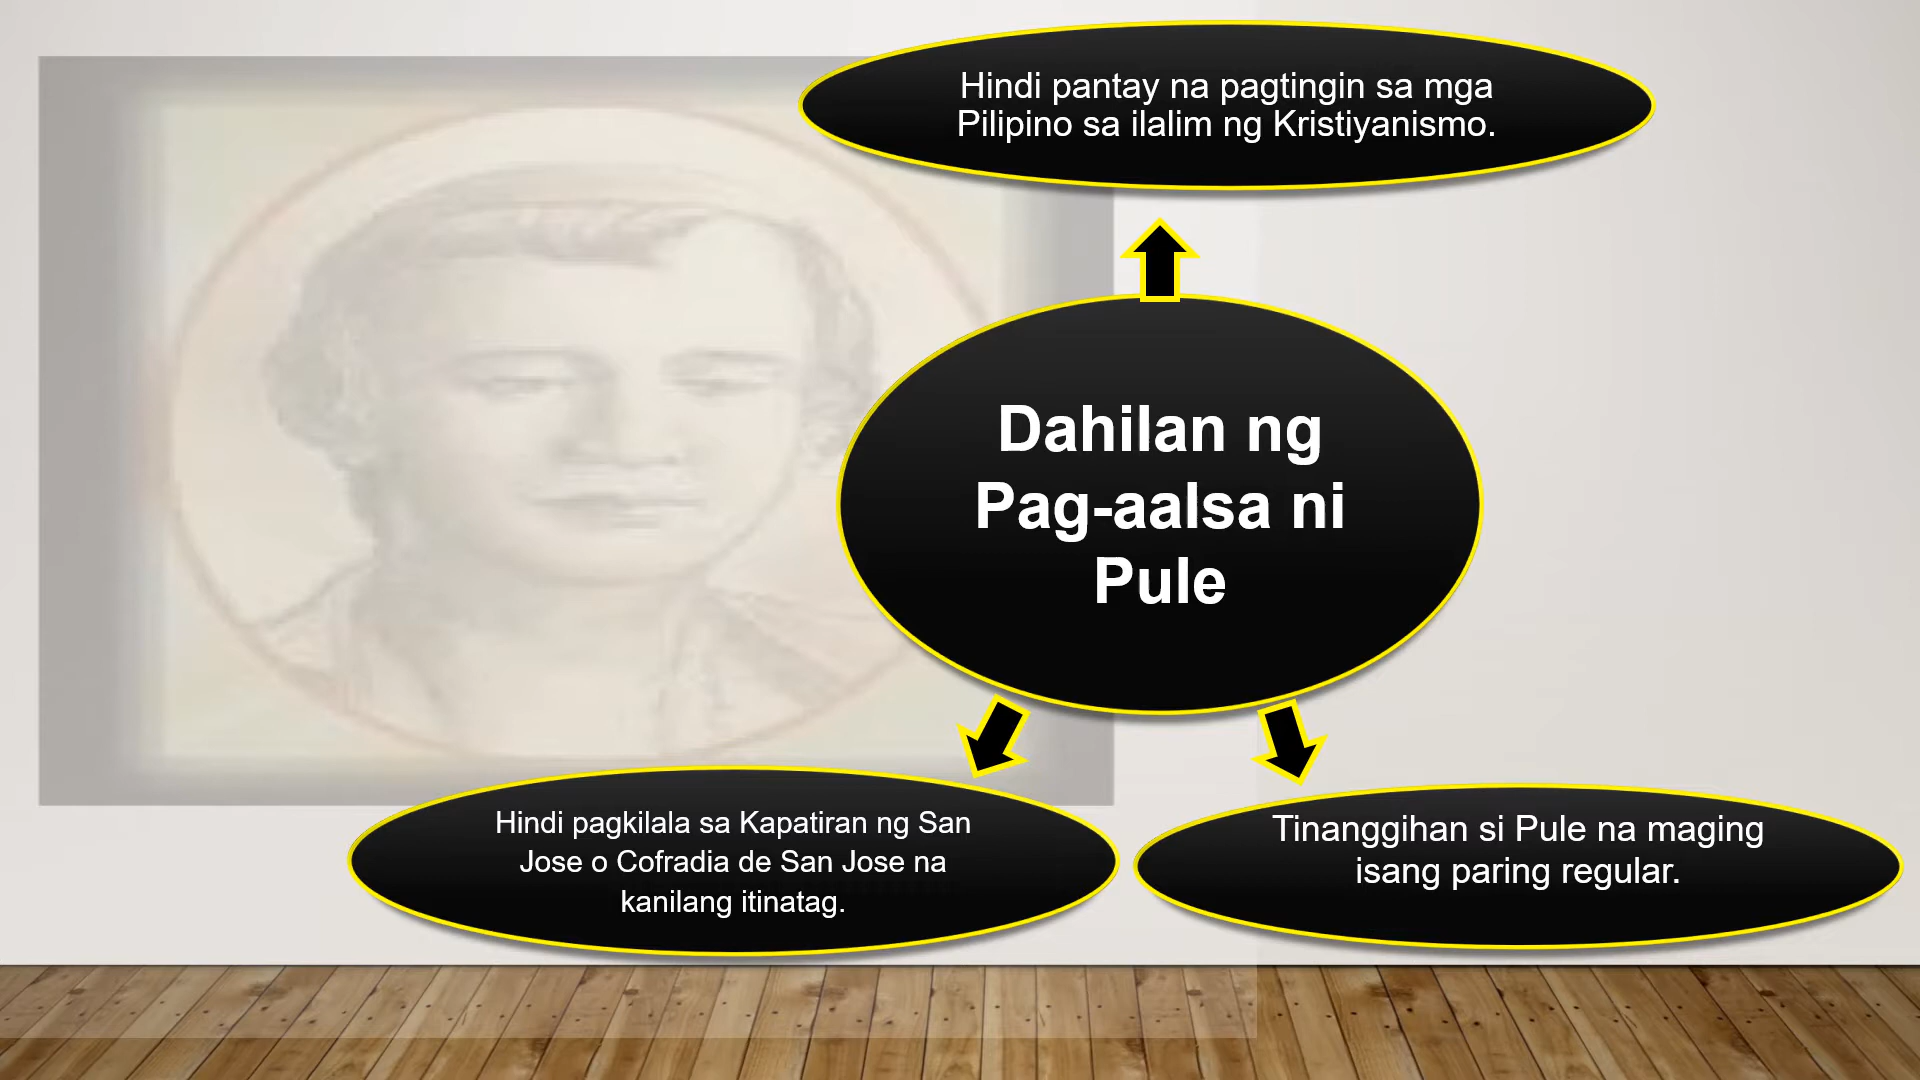 Hindi pantay na pagtingin sa mga
Pilipino sa ilalim ng Kristiyanismo.
Dahilan ng
Pag-aalsa ni
Pule
Hindi pagkilala sa Kapatiran ng San
Jose o Cofradia de San Jose na
kanilang itinatag.
Tinanggihan si Pule na maging
isang paring regular.